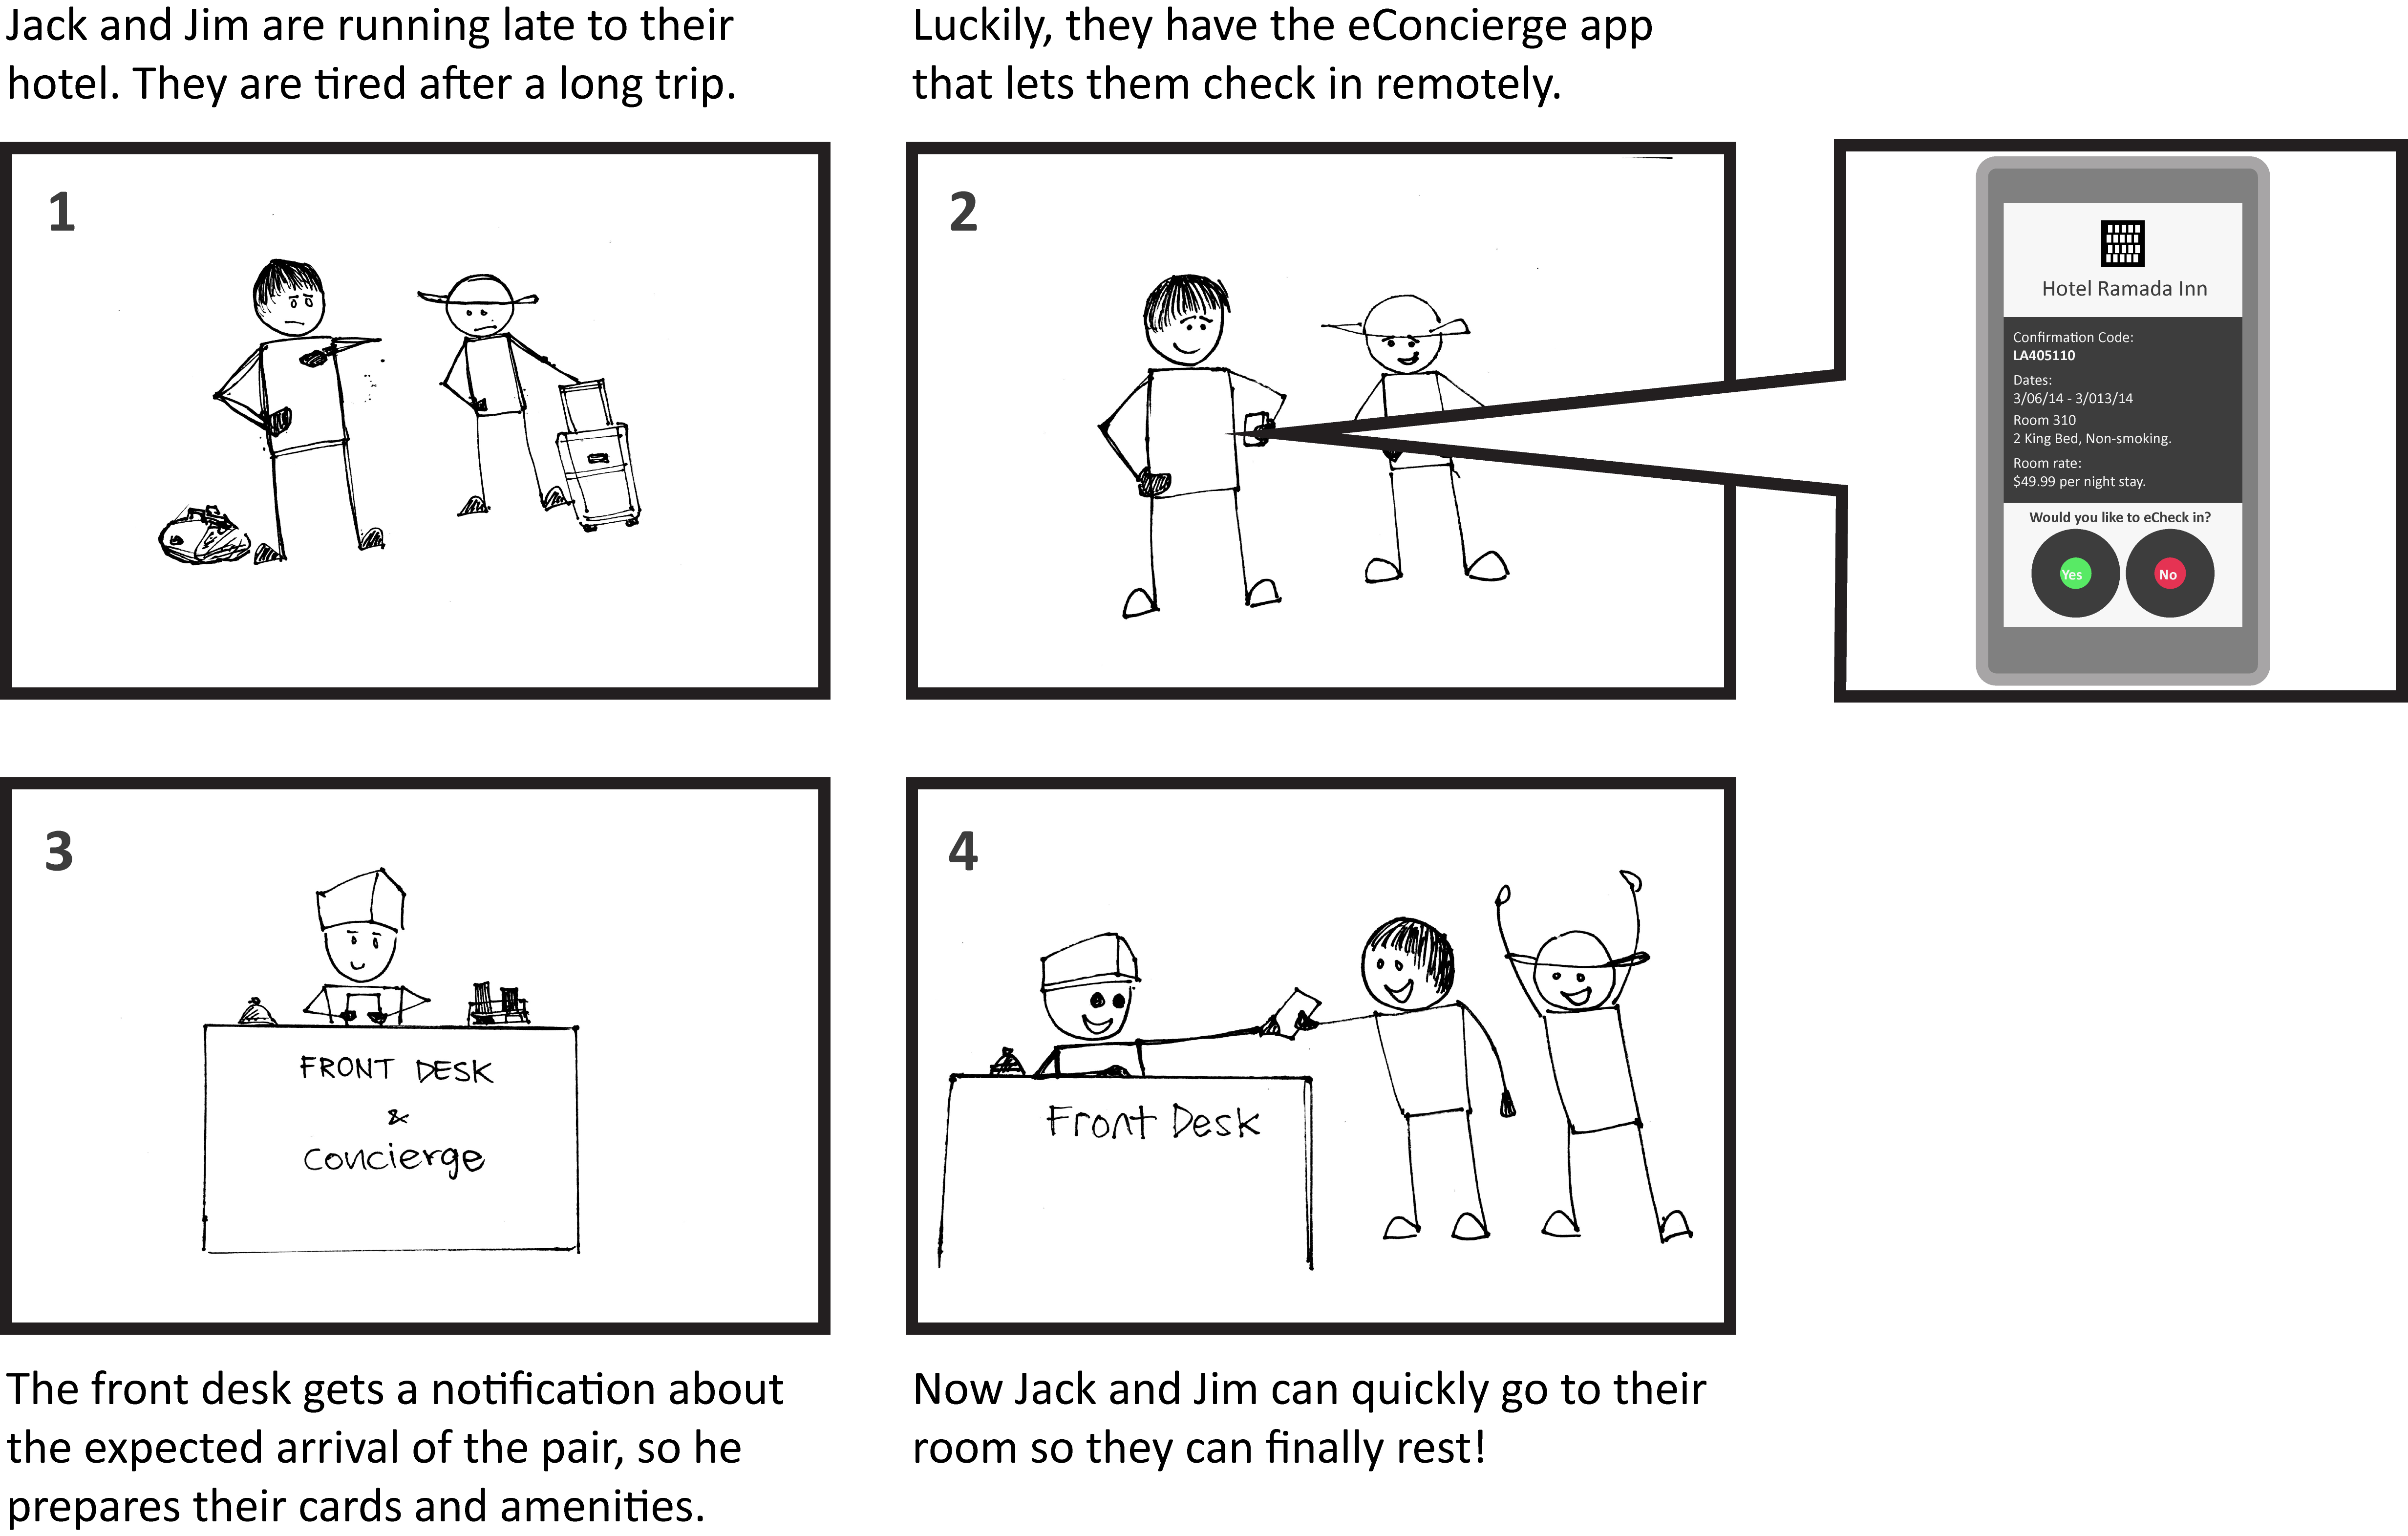 Jack and Jim are running late to their
hotel. They are tired after a long trip.
Luckily, they have the eConcierge app
that lets them check in remotely.
1
2
Hotel Ramada Inn
Confirmation Code:
LA405110
Dates:
3/06/14 - 3/013/14
Room 310
2 King Bed, Non-smoking.
Room rate:
$49.99 per night stay.
Would you like to eCheck in?
Yes
No
3
FRONT DESK
&
Concierge
4
Front Desk
The front desk gets a notification about
the expected arrival of the pair, so he
prepares their cards and amenities.
Now Jack and Jim can quickly go to their
room so they can finally rest!